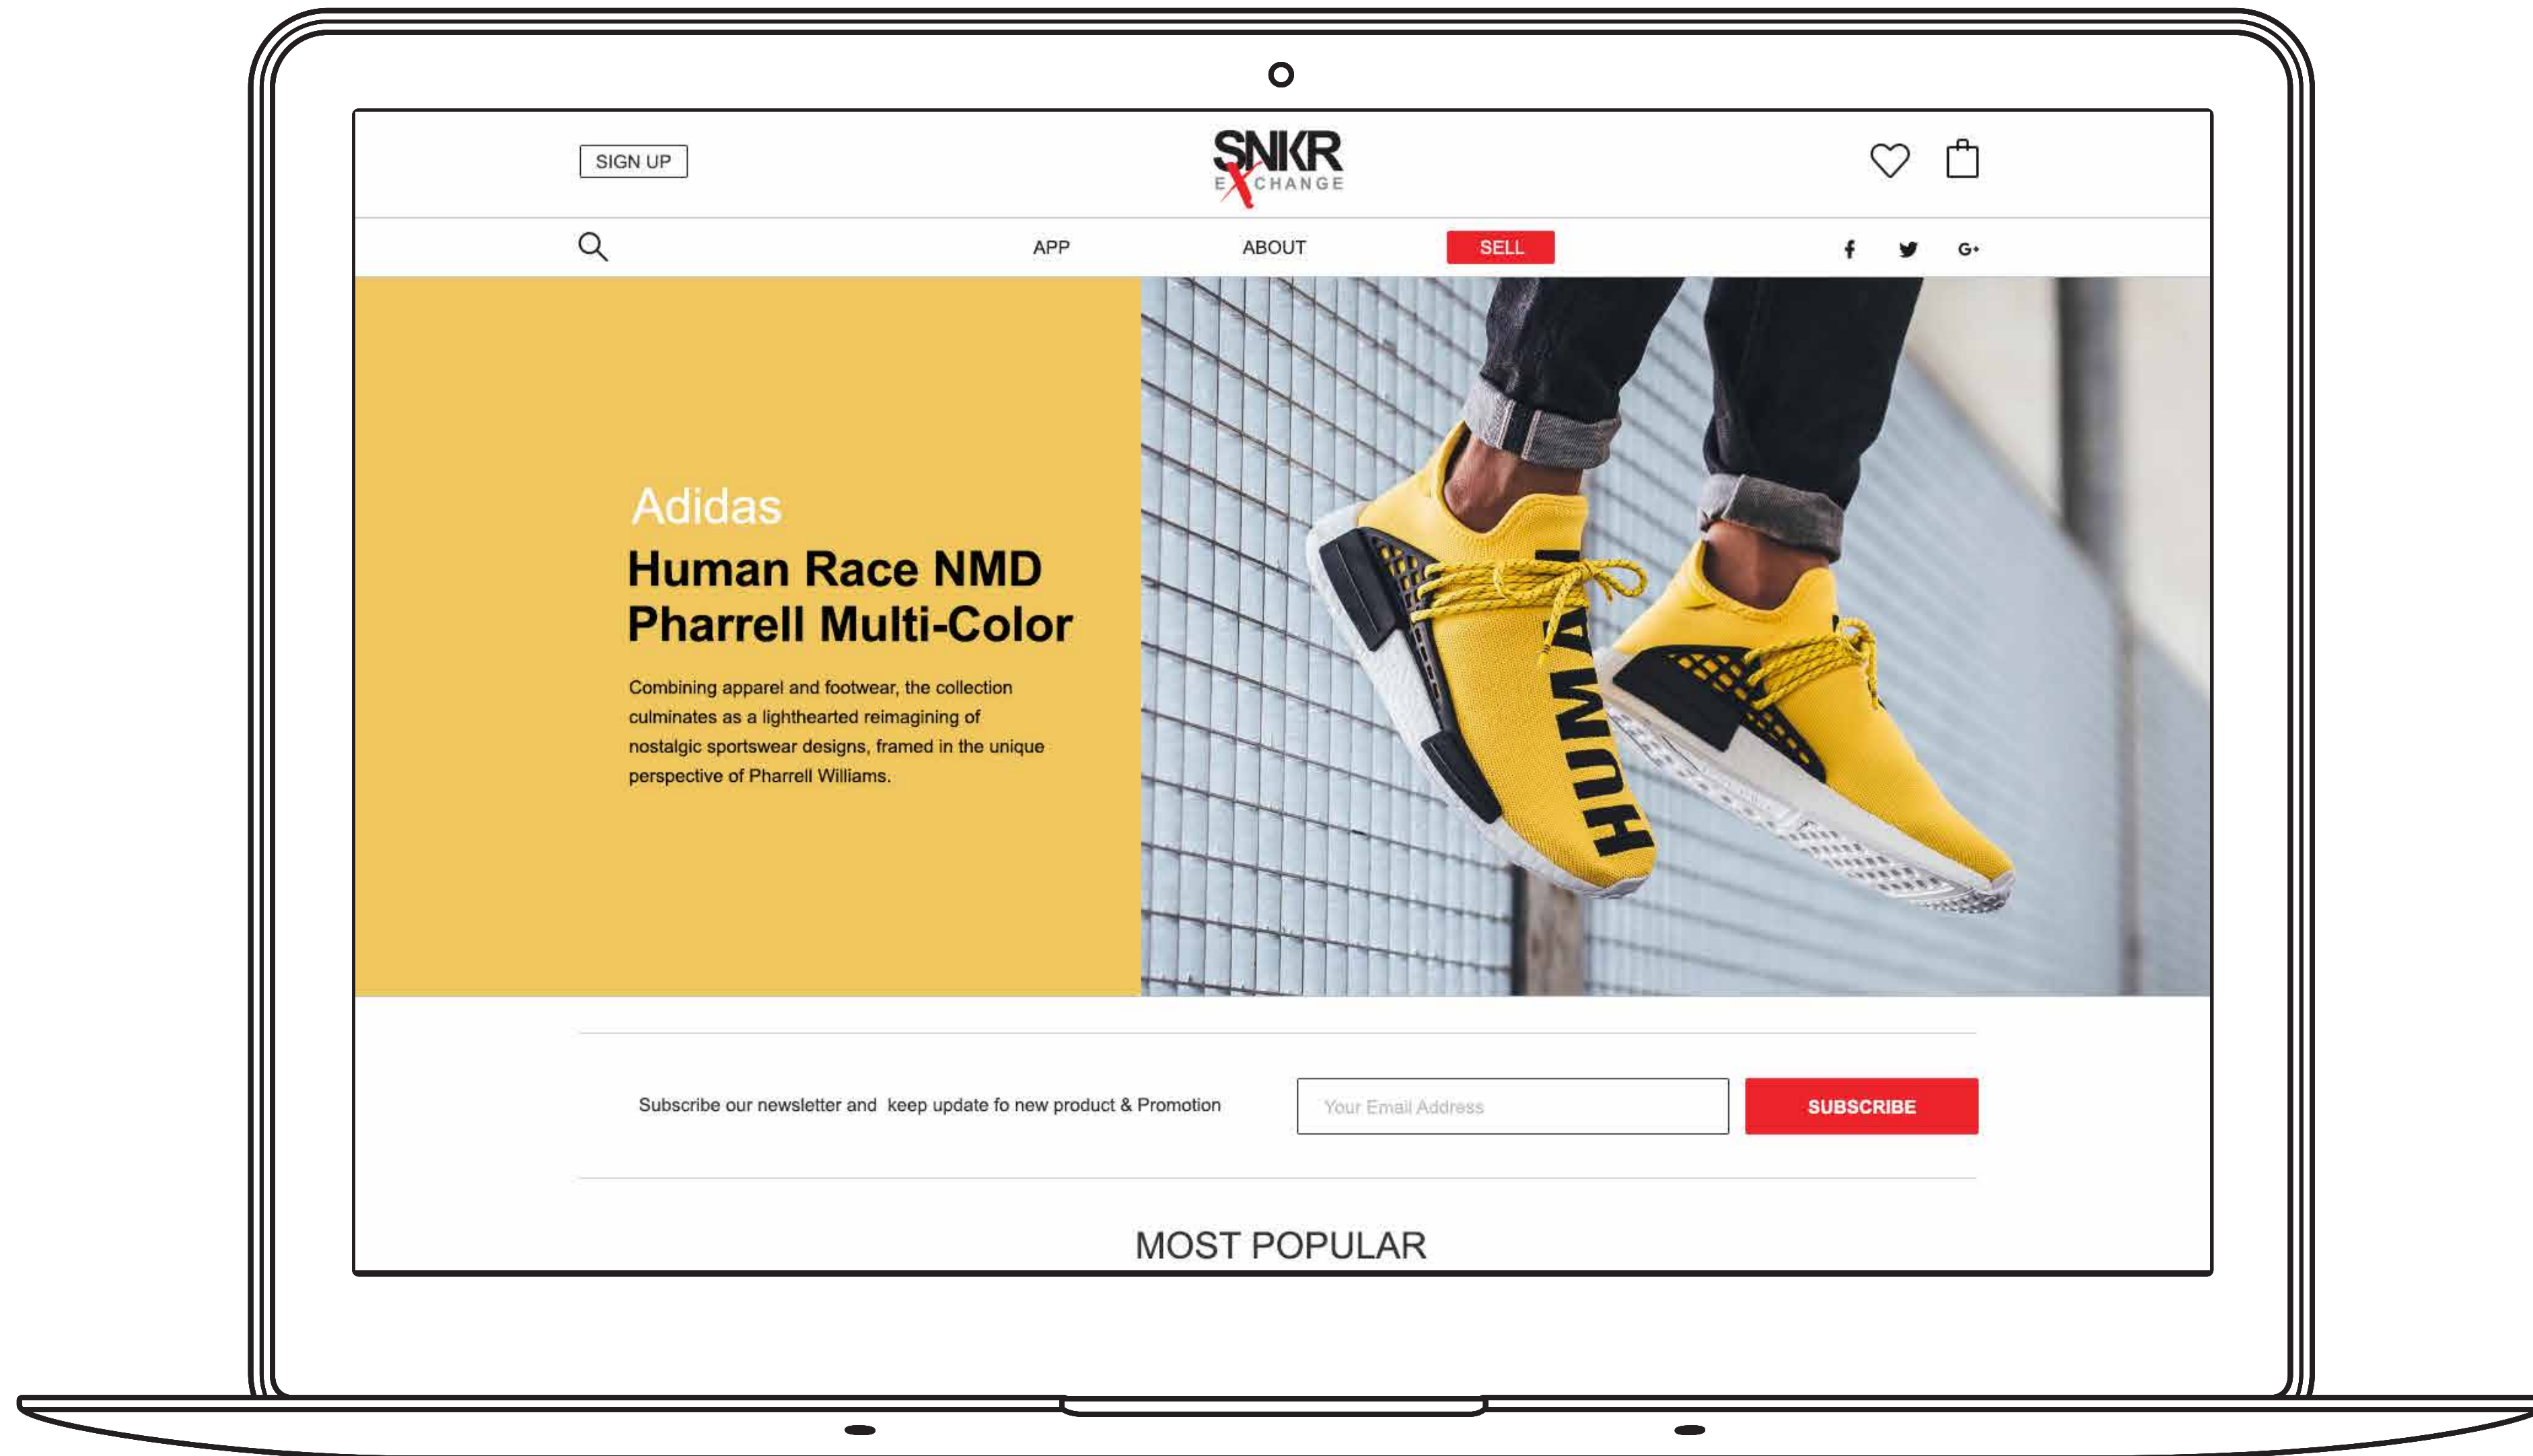 SIGN UP
SNKR
EXCHANGE
APP ABOUT SELL
f G+
Adidas
Human Race NMD
Pharrell Multi-Color
Combining apparel and footwear, the collection
culminates as a lighthearted reimagining of
nostalgic sportswear designs, framed in the unique
perspective of Pharrell Williams.
HUMAN
Subscribe our newsletter and  keep update fo new product & Promotion
Your Email Address
SUBSCRIBE
MOST POPULAR